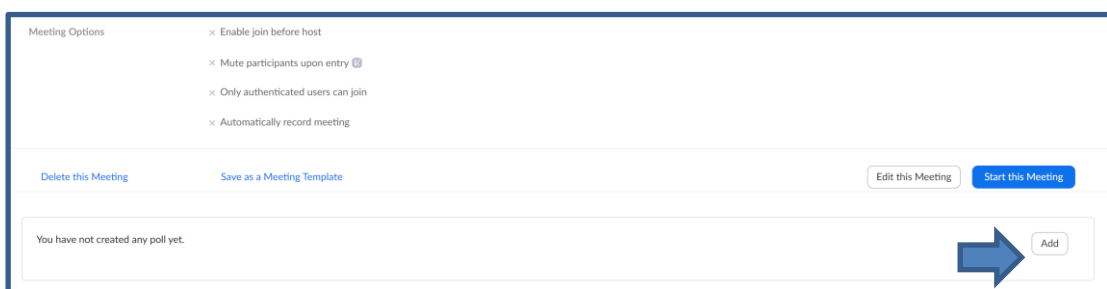 Meeting Options × Enable join before host
× Mute participants upon entry
× Only authenticated users can join
× Automatically record meeting
Delete this Meeting Save as a Meeting Template Edit this Meeting Start this Meeting
You have not created any poll yet. Add